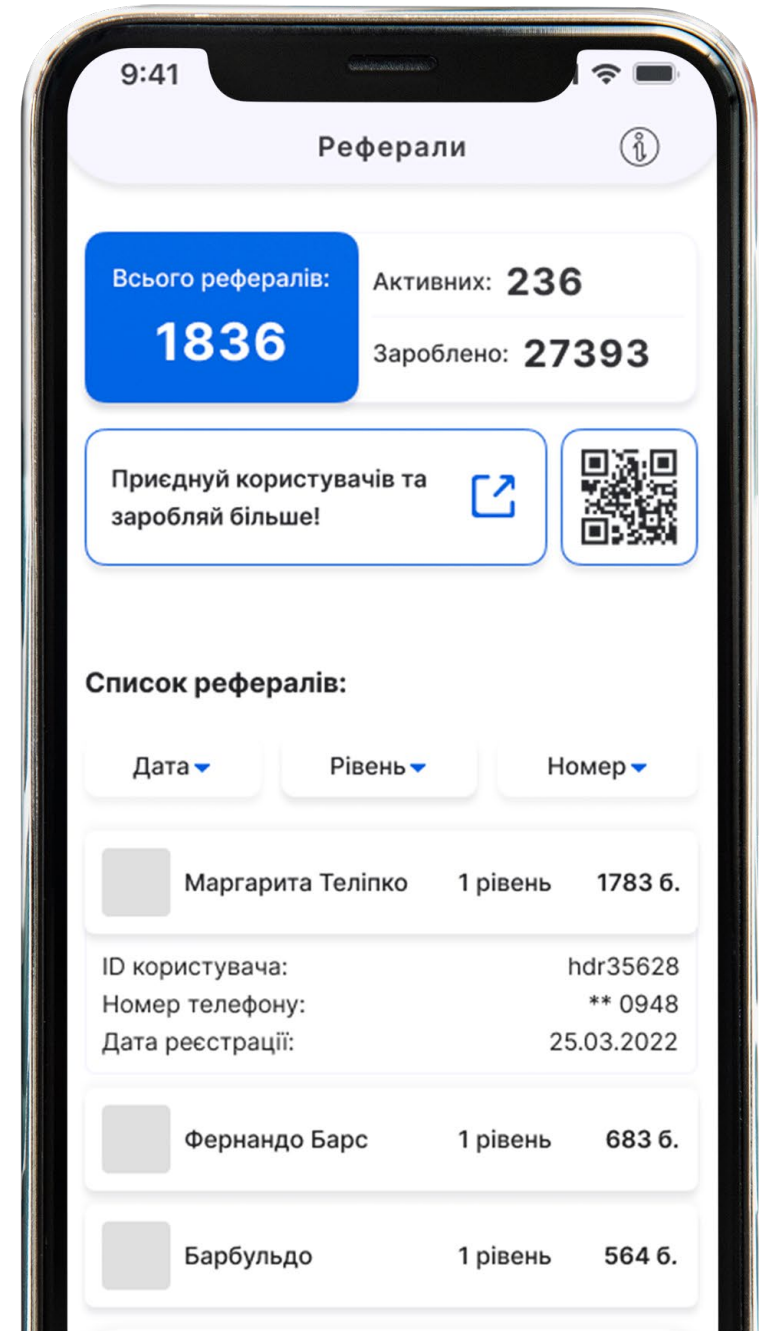 9:41
Реферали
Всього рефералів:
1836
Активних: 236
Зароблено: 27393
Приєднуй користувачів та
заробляй більше!
Список рефералів:
Дата Рівень Номер
Маргарита Теліпко 1 рівень 1783 б.
ID користувача: hdr35628
Номер телефону: ** 0948
Дата реєстрації: 25.03.2022
Фернандо Барс 1 рівень 683 б.
Барбульдо 1 рівень 564 б.